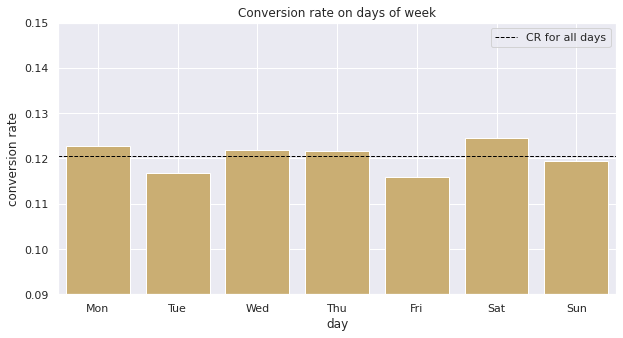 Conversion rate on days of week
0.15
CR for all days
0.14
0.13
0.12
0.11
0.10
0.09
conversion rate
Mon Tue Wed Thu Fri Sat Sun
day